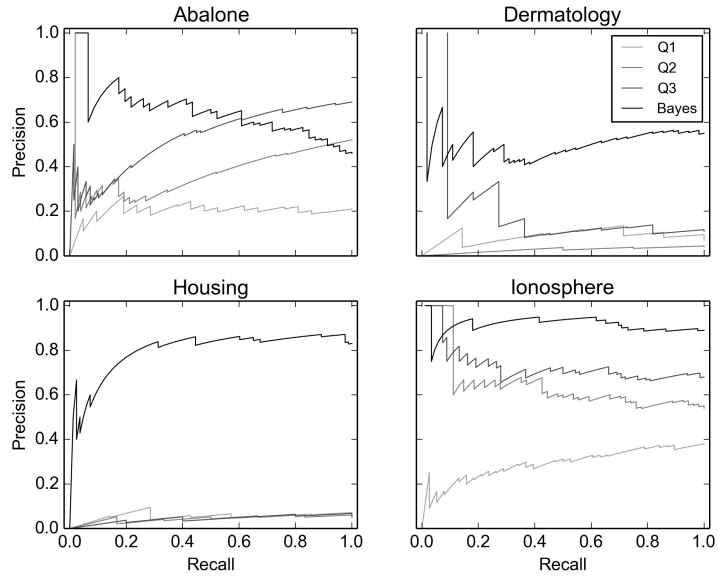 Abalone
Dermatology
1.0
0.8
0.6
0.4
0.2
0.0
Precision
Q1
Q2
Q3
Bayes
Housing
Ionosphere
1.0
0.8
0.6
0.4
0.2
0.0
Precision
0.0 0.2 0.4 0.6 0.8 1.0
Recall
0.0 0.2 0.4 0.6 0.8 1.0
Recall